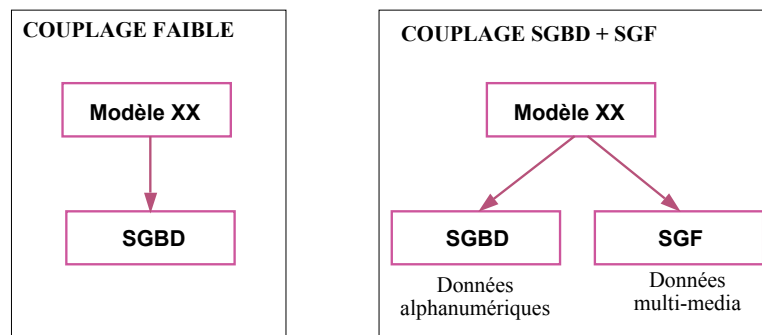 COUPLAGE FAIBLE
Modèle XX
SGBD
COUPLAGE SGBD + SGF
Modèle XX
SGBD
SGF
Données
alphanumériques
Données
multi-media